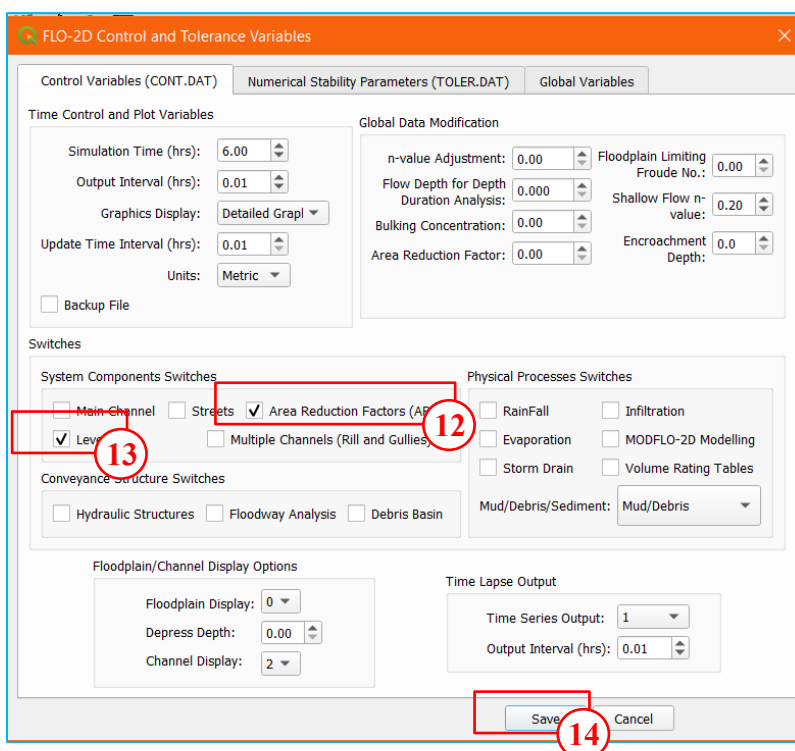 FLO-2D Control and Tolerance Variables
Control Variables (CONT.DAT) Numerical Stability Parameters (TOLER.DAT) Global Variables
Time Control and Plot Variables
Simulation Time (hrs): 6.00
Output Interval (hrs): 0.01
Graphics Display: Detailed Grapl
Update Time Interval (hrs): 0.01
Units: Metric
Backup File
Global Data Modification
n-value Adjustment: 0.00
Flow Depth for Depth
Duration Analysis: 0.000
Bulking Concentration: 0.00
Area Reduction Factor: 0.00
Floodplain Limiting
Froude No.: 0.00
Shallow Flow n-
value: 0.20
Encroachment
Depth: 0.0
Switches
System Components Switches
Main Channel Streets Area Reduction Factors (AR
12
Leve Multiple Channels (Rill and Gullies)
13
Conveyance Structure Switches
Hydraulic Structures Floodway Analysis Debris Basin
Physical Processes Switches
RainFall Infiltration
Evaporation MODFLO-2D Modelling
Storm Drain Volume Rating Tables
Mud/Debris/Sediment: Mud/Debris
Floodplain/Channel Display Options
Floodplain Display: 0
Depress Depth: 0.00
Channel Display: 2
Time Lapse Output
Time Series Output: 1
Output Interval (hrs): 0.01
Save Cancel
14